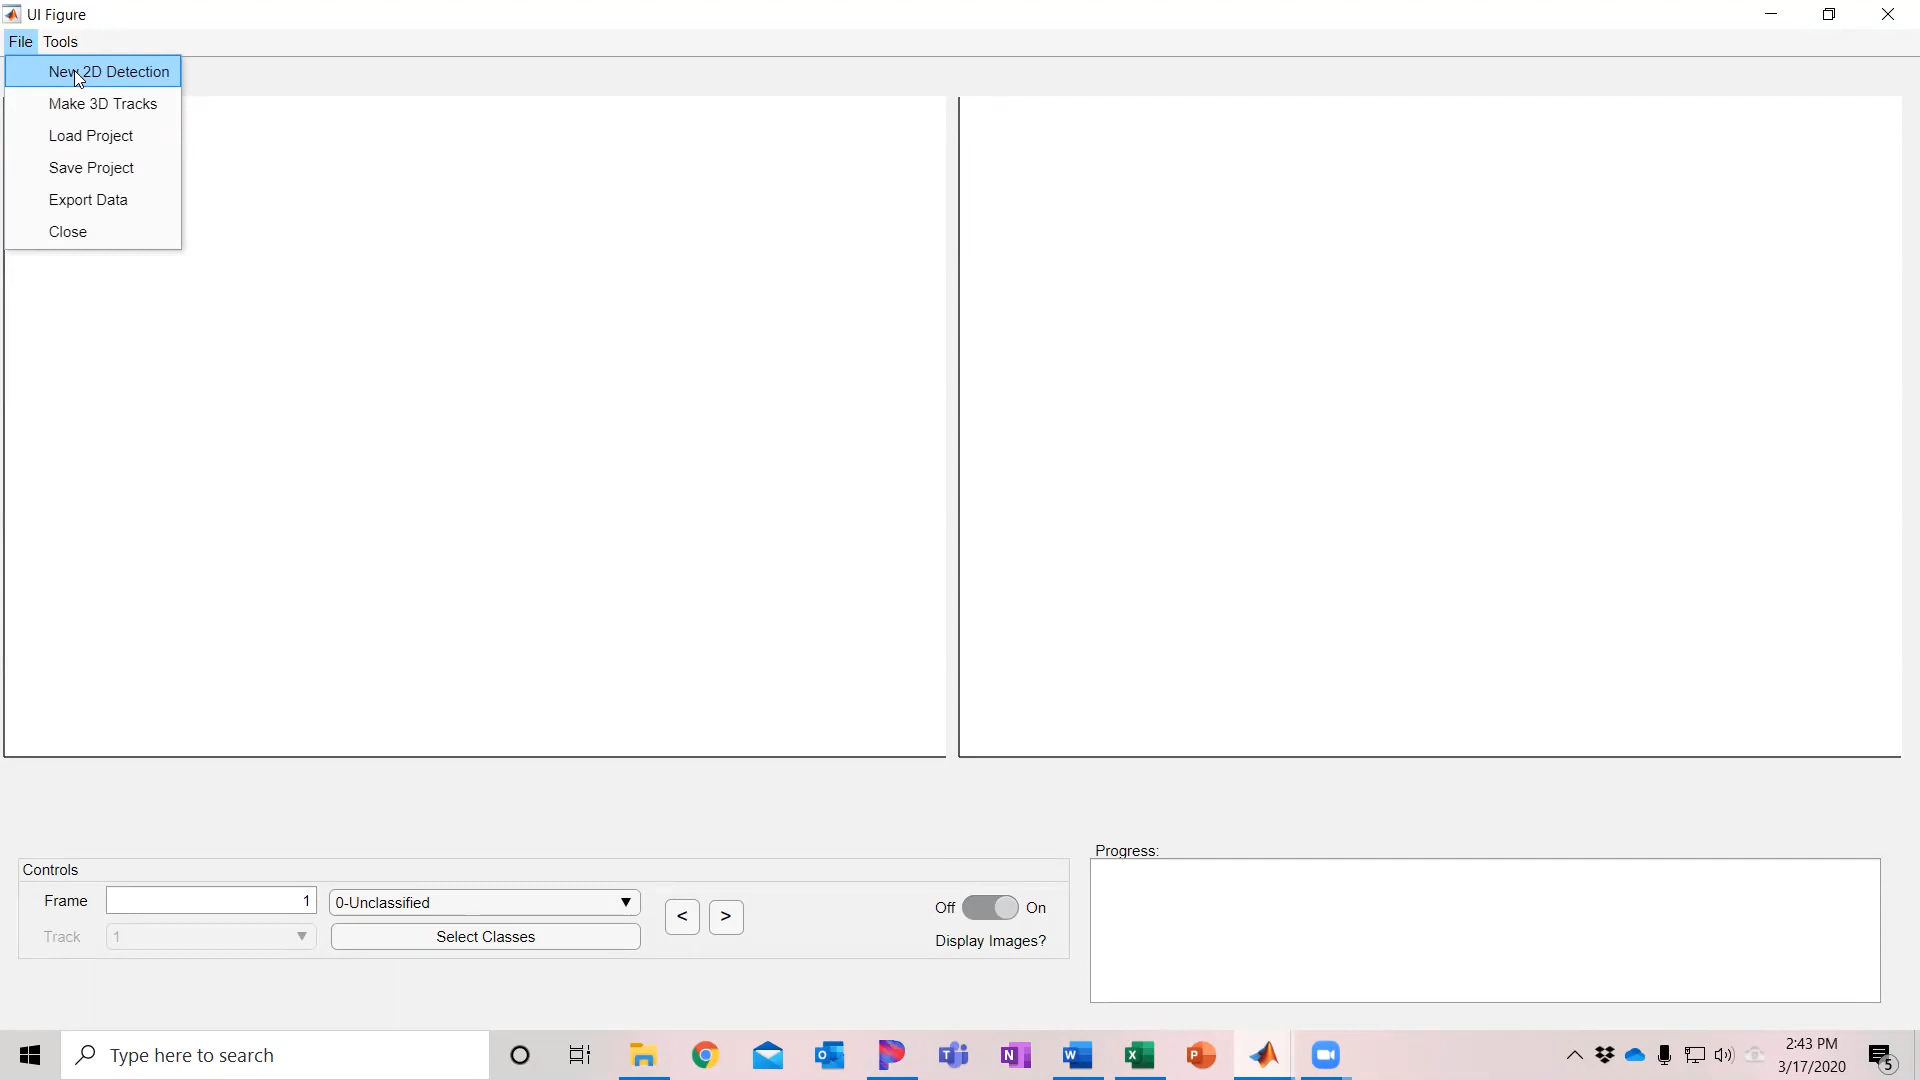 UI Figure
File Tools
New 2D Detection
Make 3D Tracks
Load Project
Save Project
Export Data
Close
Progress:
Controls
Frame 1 0-Unclassified < > Off On
Track 1 Select Classes Display Images?
Type here to search
2:43 PM
3/17/2020
5